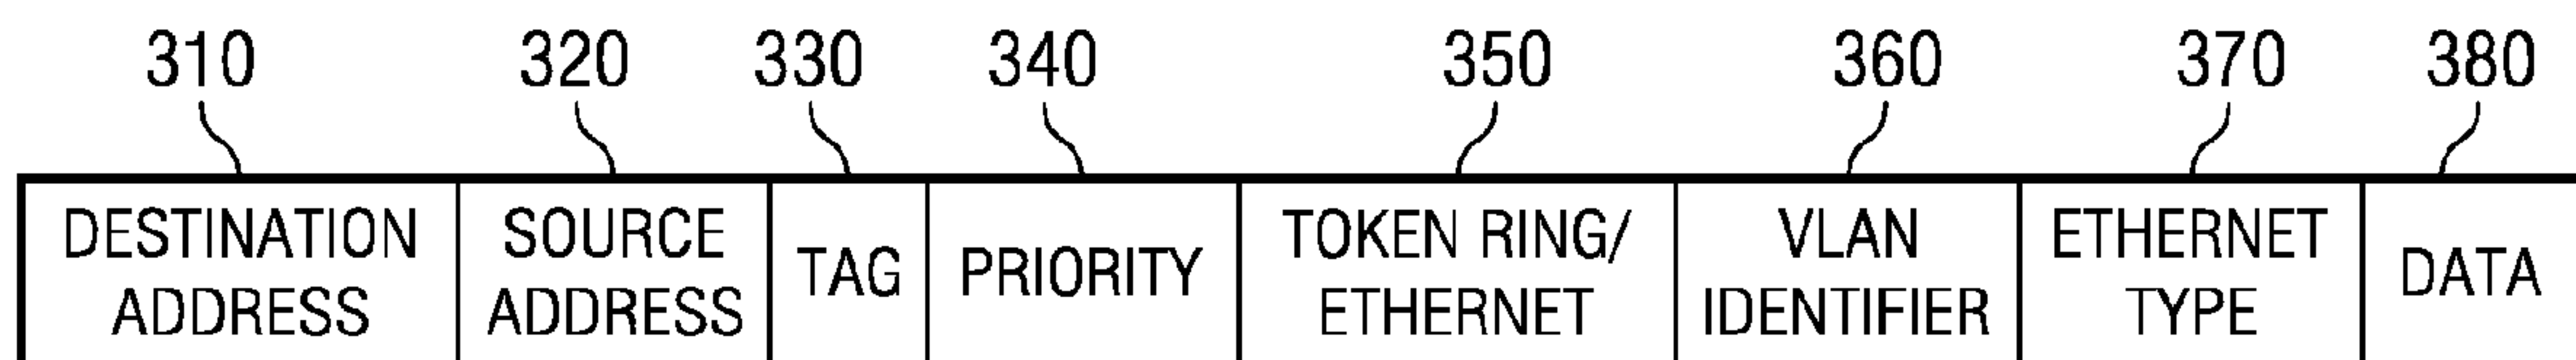 310 320 330 340 350 360 370 380
DESTINATION ADDRESS
SOURCE ADDRESS
TAG
PRIORITY
TOKEN RING/ ETHERNET
VLAN IDENTIFIER
ETHERNET TYPE
DATA